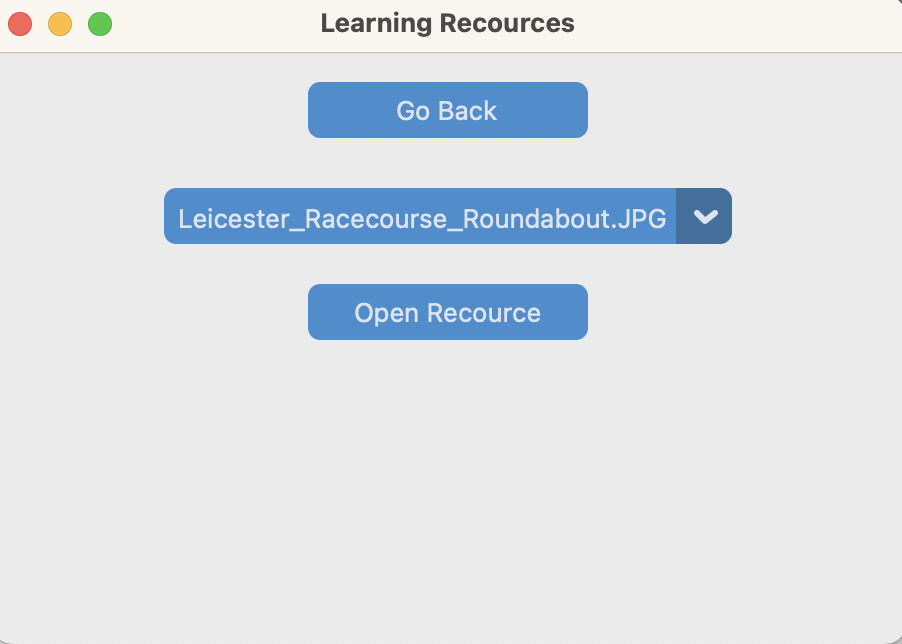 Learning Recources
Go Back
Leicester_Racecourse_Roundabout.JPG
Open Recource